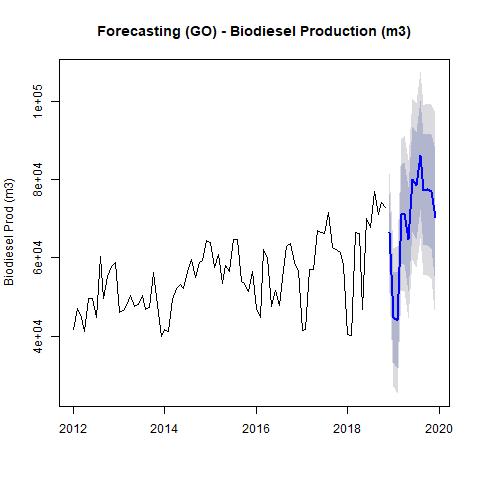 Forecasting (GO) - Biodiesel Production (m3)
Biodiesel Prod (m3)
1e+05
8e+04
6e+04
4e+04
2012 2014 2016 2018 2020